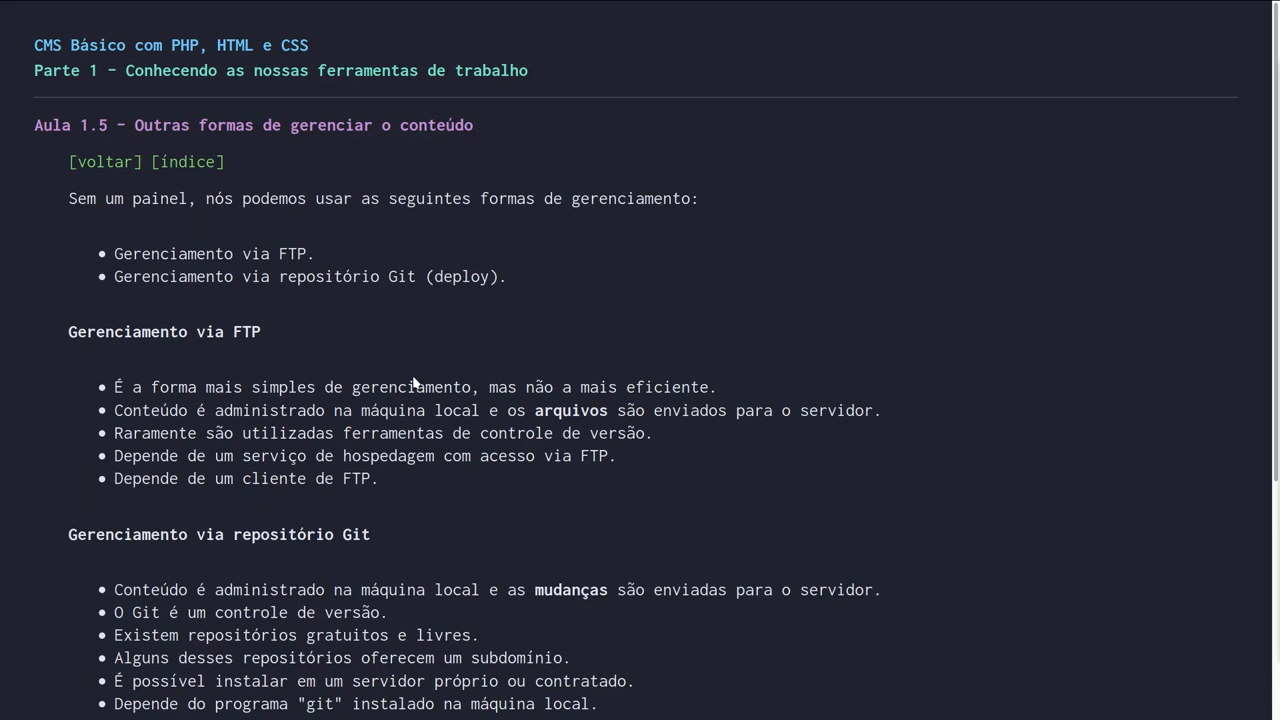 CMS Básico com PHP, HTML e CSS
Parte 1 - Conhecendo as nossas ferramentas de trabalho
Aula 1.5 - Outras formas de gerenciar o conteúdo
[voltar] [índice]
Sem um painel, nós podemos usar as seguintes formas de gerenciamento:
• Gerenciamento via FTP.
• Gerenciamento via repositório Git (deploy).
Gerenciamento via FTP
• É a forma mais simples de gerenciamento, mas não a mais eficiente.
• Conteúdo é administrado na máquina local e os arquivos são enviados para o servidor.
• Raramente são utilizadas ferramentas de controle de versão.
• Depende de um serviço de hospedagem com acesso via FTP.
• Depende de um cliente de FTP.
Gerenciamento via repositório Git
• Conteúdo é administrado na máquina local e as mudanças são enviadas para o servidor.
• O Git é um controle de versão.
• Existem repositórios gratuitos e livres.
• Alguns desses repositórios oferecem um subdomínio.
• É possível instalar em um servidor próprio ou contratado.
• Depende do programa "git" instalado na máquina local.